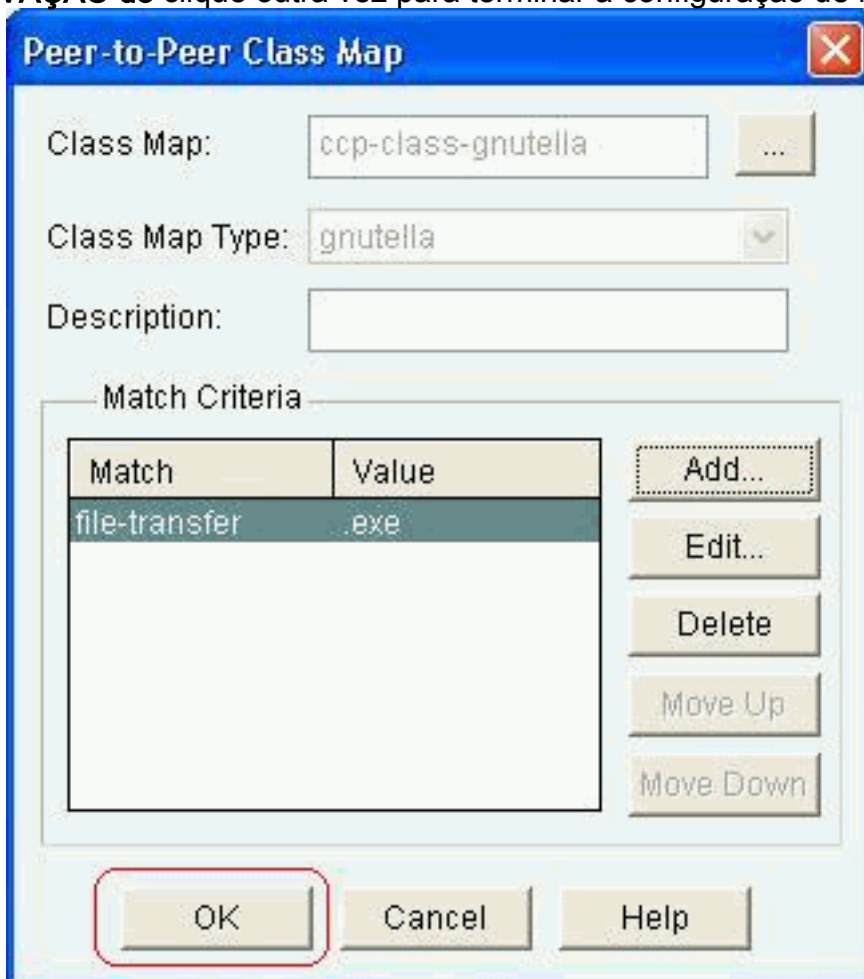 VAÇÃO do clique outra vez para terminar a configuração do
Peer-to-Peer Class Map
Class Map: ccp-class-gnutella ...
Class Map Type: gnutella
Description:
Match Criteria
Match Value
file-transfer .exe
Add...
Edit...
Delete
Move Up
Move Down
OK Cancel Help